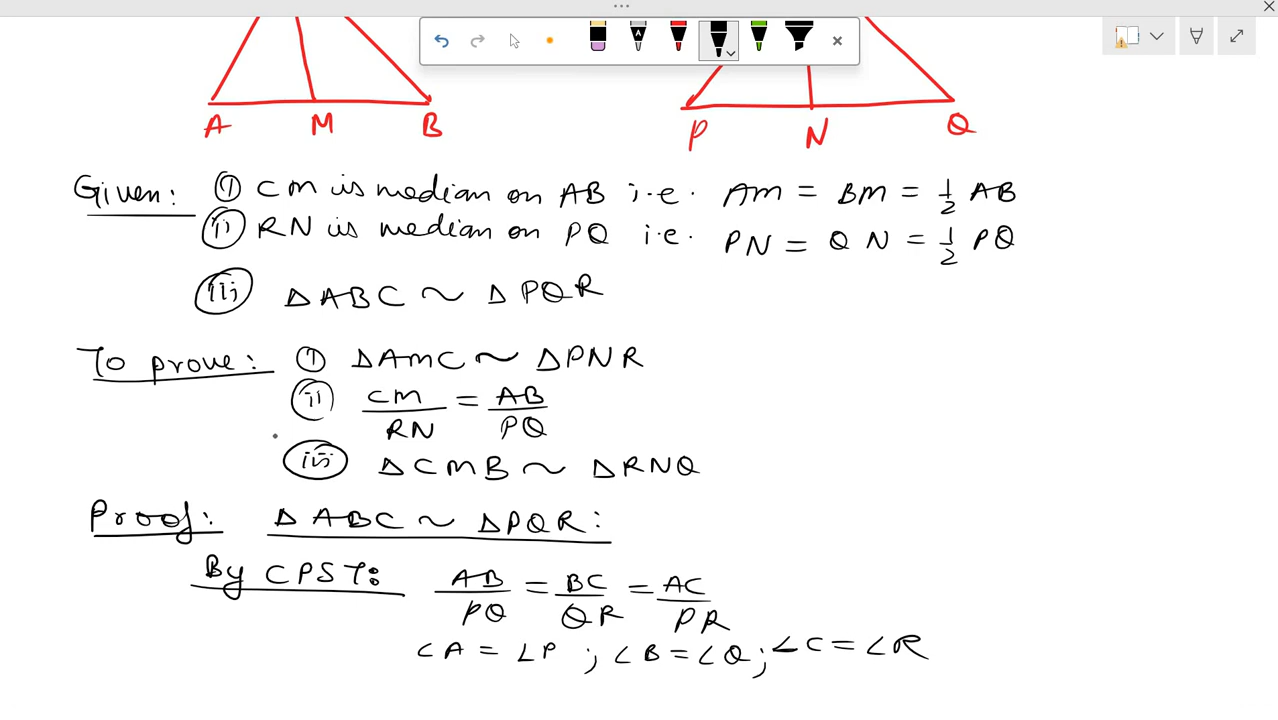 A M B P N Q
Given: (i) CM is median on AB i.e. AM = BM = 1/2 AB
(ii) RN is median on PQ i.e. PN = QN = 1/2 PQ
(iii) ΔABC ~ ΔPQR
To prove: (i) ΔAMC ~ ΔPNR
(ii) CM/RN = AB/PQ
(iii) ΔCMB ~ ΔRNQ
Proof: ΔABC ~ ΔPQR:
By CPST: AB/PQ = BC/QR = AC/PR
∠A = ∠P ; ∠B = ∠Q ; ∠C = ∠R